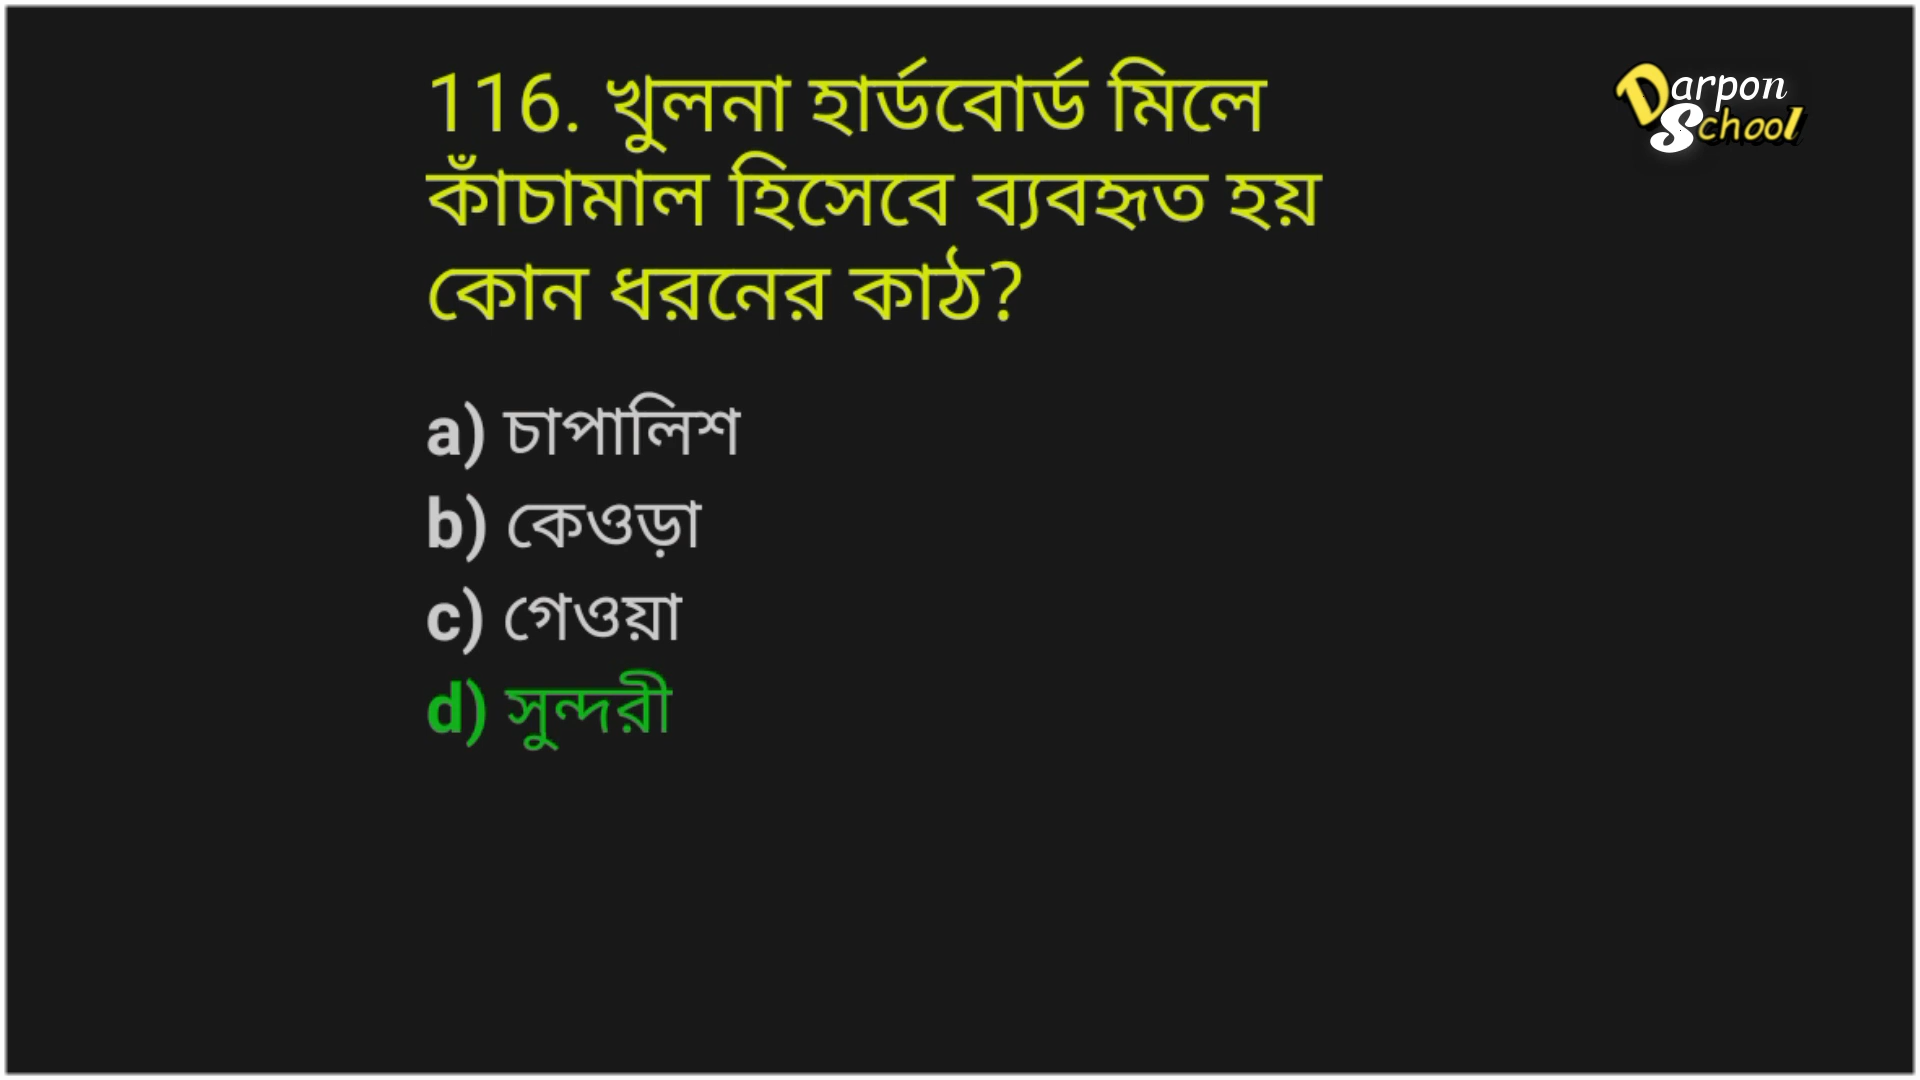 116. খুলনা হার্ডবোর্ড মিলে
কাঁচামাল হিসেবে ব্যবহৃত হয়
কোন ধরনের কাঠ?
a) চাপালিশ
b) কেওড়া
c) গেওয়া
d) সুন্দরী
Darpon
School